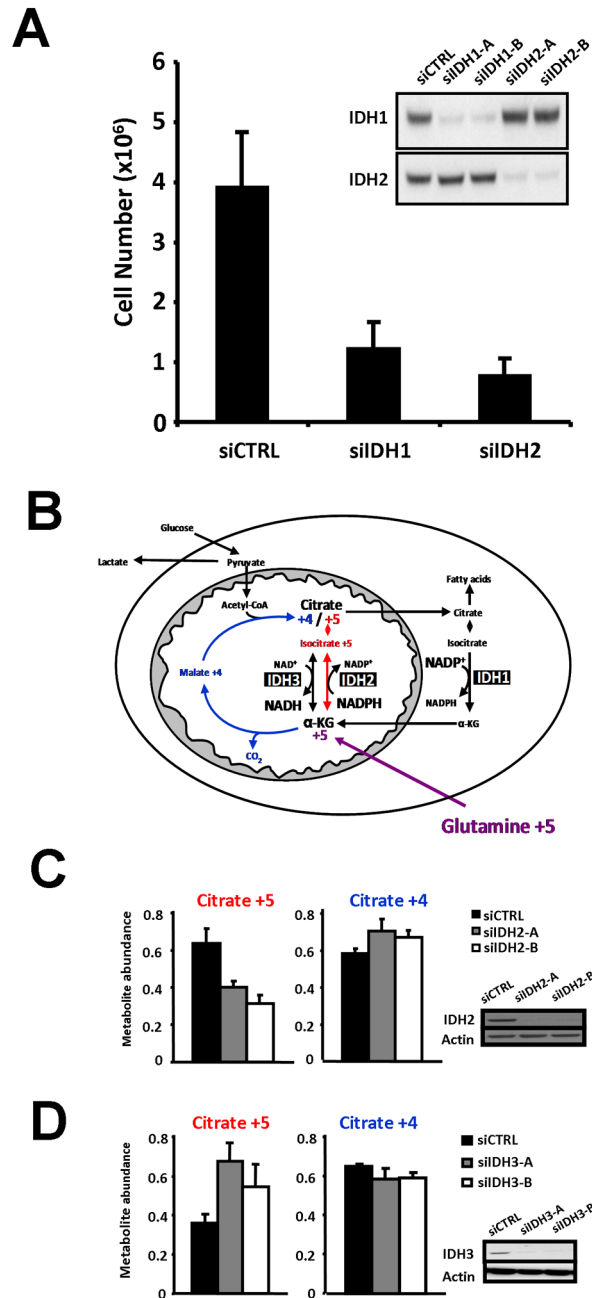 A
Cell Number (x10⁶)
6
5
4
3
2
1
0
siCTRL
siIDH1
siIDH2
siCTRL
siIDH1-A
siIDH1-B
siIDH2-A
siIDH2-B
IDH1
IDH2
B
Glucose
Lactate
Pyruvate
Acetyl-CoA
Citrate
+4 / +5
Isocitrate +5
NAD⁺
NADP⁺
IDH3
IDH2
NADH
NADPH
α-KG
+5
Malate +4
CO₂
Fatty acids
Citrate
Isocitrate
NADP⁺
IDH1
NADPH
α-KG
Glutamine +5
C
Citrate +5
Citrate +4
Metabolite abundance
0.8
0.6
0.4
0.2
0
0.8
0.6
0.4
0.2
0
siCTRL
siIDH2-A
siIDH2-B
siCTRL
siIDH2-A
siIDH2-B
IDH2
Actin
D
Citrate +5
Citrate +4
Metabolite abundance
0.8
0.6
0.4
0.2
0
0.8
0.6
0.4
0.2
0
siCTRL
siIDH3-A
siIDH3-B
siCTRL
siIDH3-A
siIDH3-B
IDH3
Actin